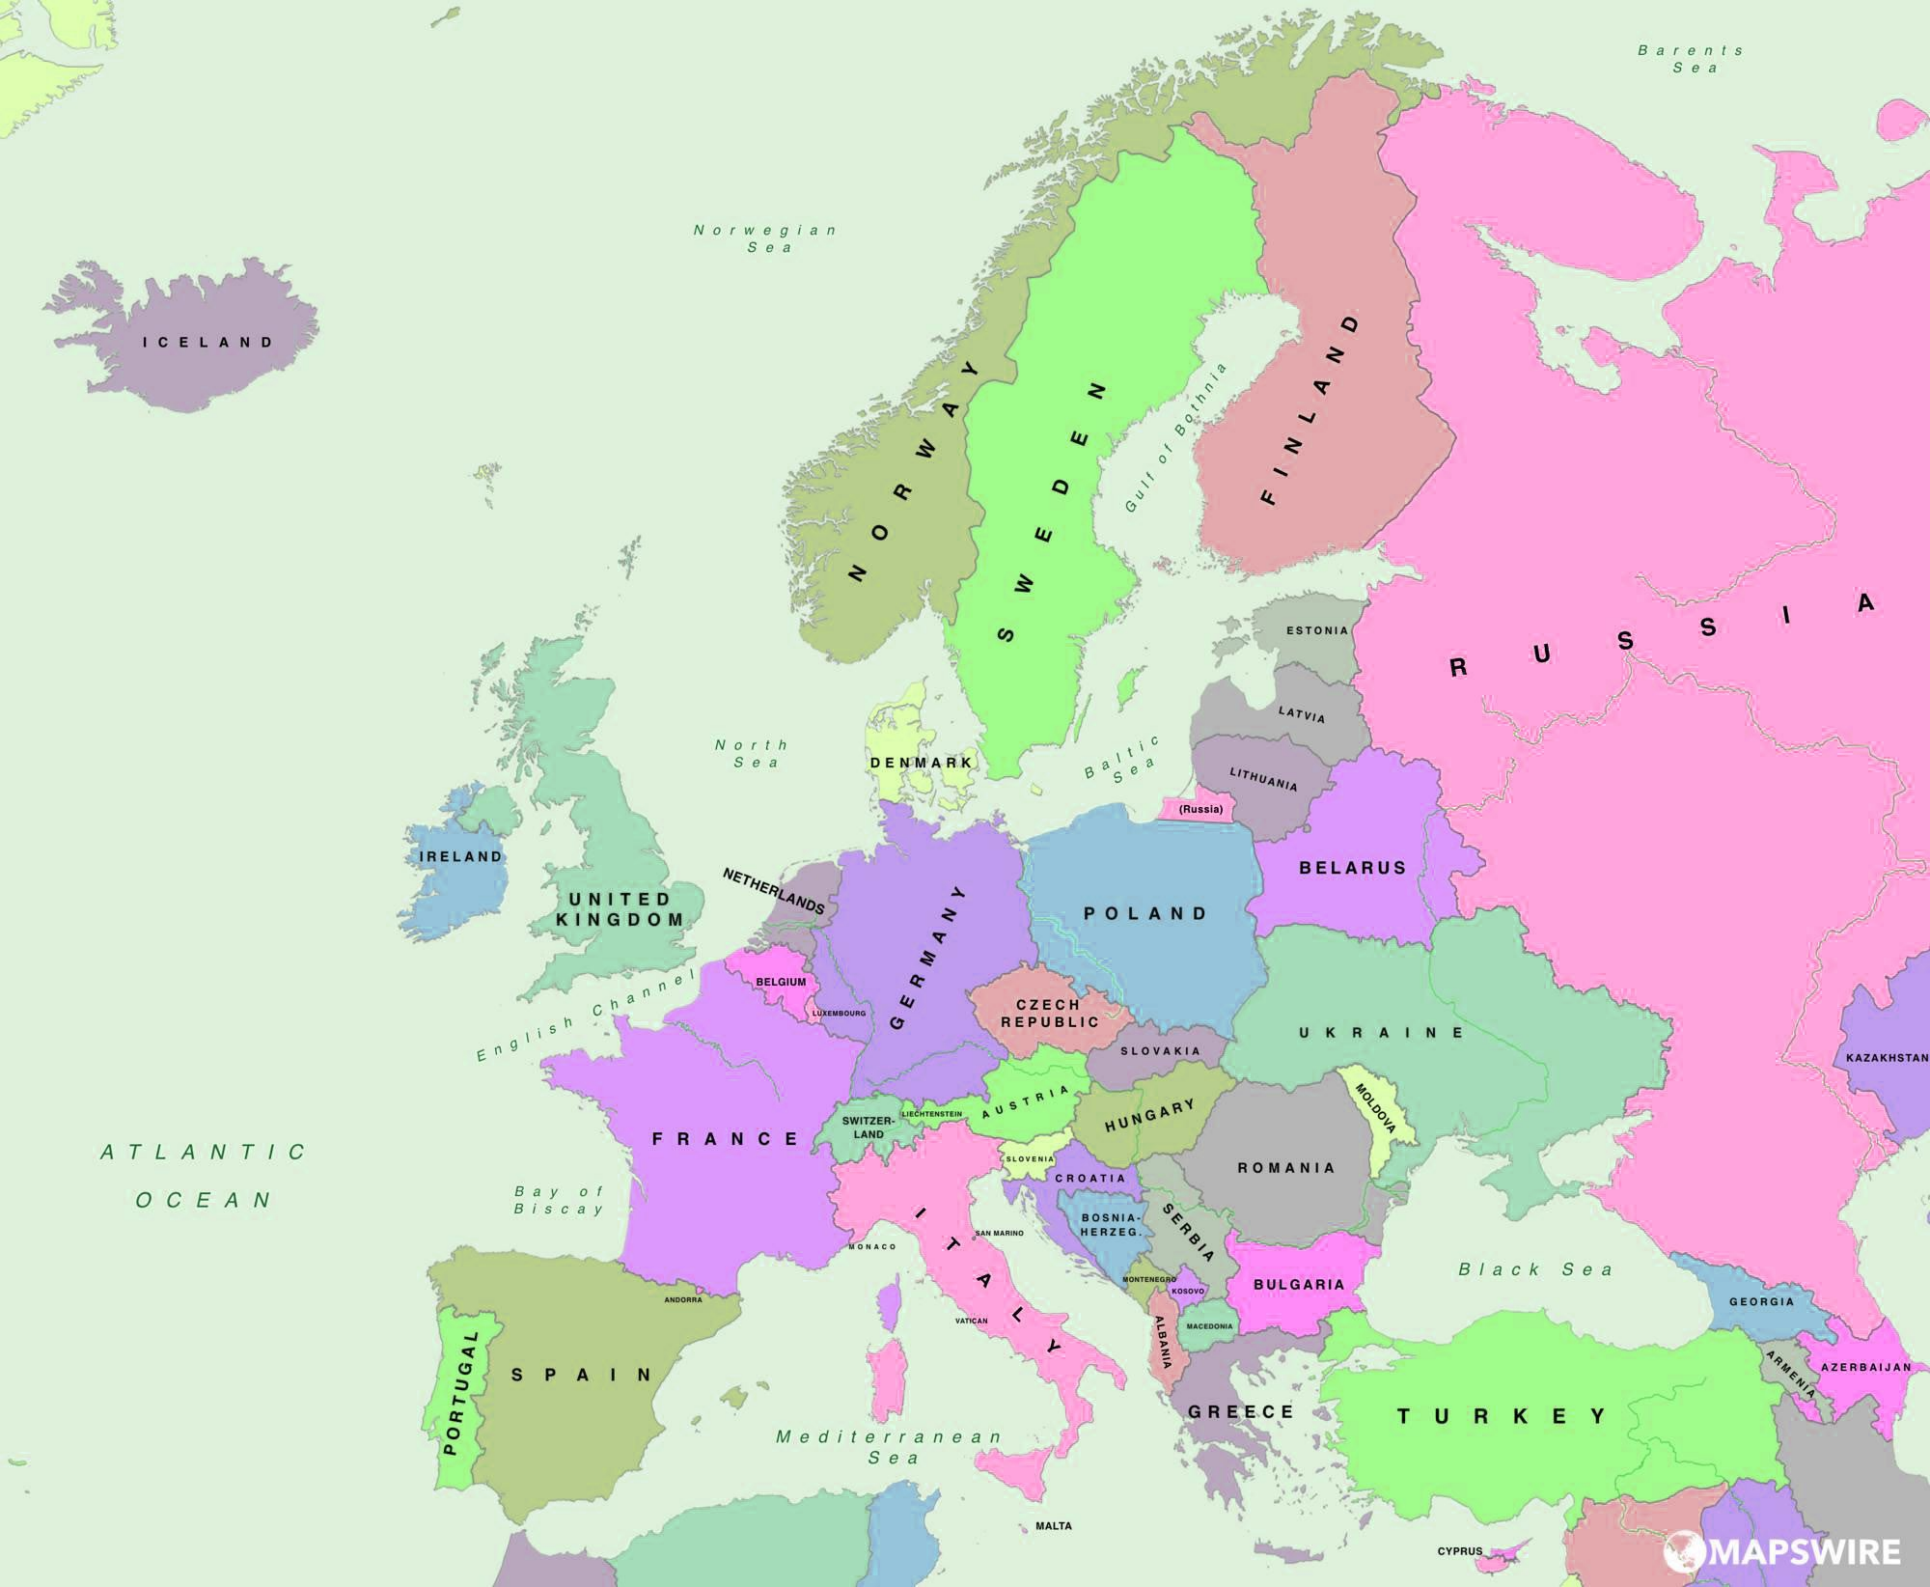 Barents
Sea
Norwegian
Sea
ICELAND
NORWAY
SWEDEN
FINLAND
Gulf of Bothnia
RUSSIA
ESTONIA
LATVIA
LITHUANIA
(Russia)
Baltic
Sea
North
Sea
DENMARK
IRELAND
UNITED
KINGDOM
NETHERLANDS
BELGIUM
LUXEMBOURG
GERMANY
POLAND
BELARUS
English Channel
CZECH
REPUBLIC
SLOVAKIA
UKRAINE
KAZAKHSTAN
ATLANTIC
OCEAN
Bay of
Biscay
FRANCE
SWITZER-
LAND
LIECHTENSTEIN
AUSTRIA
HUNGARY
MOLDOVA
SLOVENIA
CROATIA
ROMANIA
BOSNIA-
HERZEG.
SERBIA
ITALY
SAN MARINO
MONACO
MONTENEGRO
KOSOVO
BULGARIA
Black Sea
GEORGIA
ANDORRA
VATICAN
ALBANIA
MACEDONIA
ARMENIA
AZERBAIJAN
PORTUGAL
SPAIN
GREECE
TURKEY
Mediterranean
Sea
MALTA
CYPRUS
MAPSWIRE